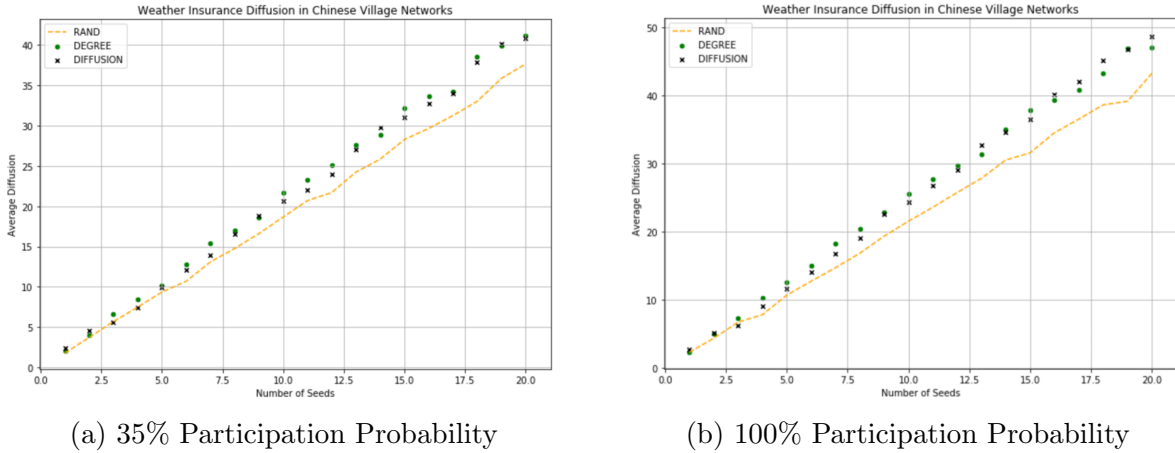 Weather Insurance Diffusion in Chinese Village Networks
RAND
DEGREE
DIFFUSION
40
35
30
25
20
15
10
5
0
Average Diffusion
0.0 2.5 5.0 7.5 10.0 12.5 15.0 17.5 20.0
Number of Seeds
(a) 35% Participation Probability
Weather Insurance Diffusion in Chinese Village Networks
RAND
DEGREE
DIFFUSION
50
40
30
20
10
0
Average Diffusion
0.0 2.5 5.0 7.5 10.0 12.5 15.0 17.5 20.0
Number of Seeds
(b) 100% Participation Probability